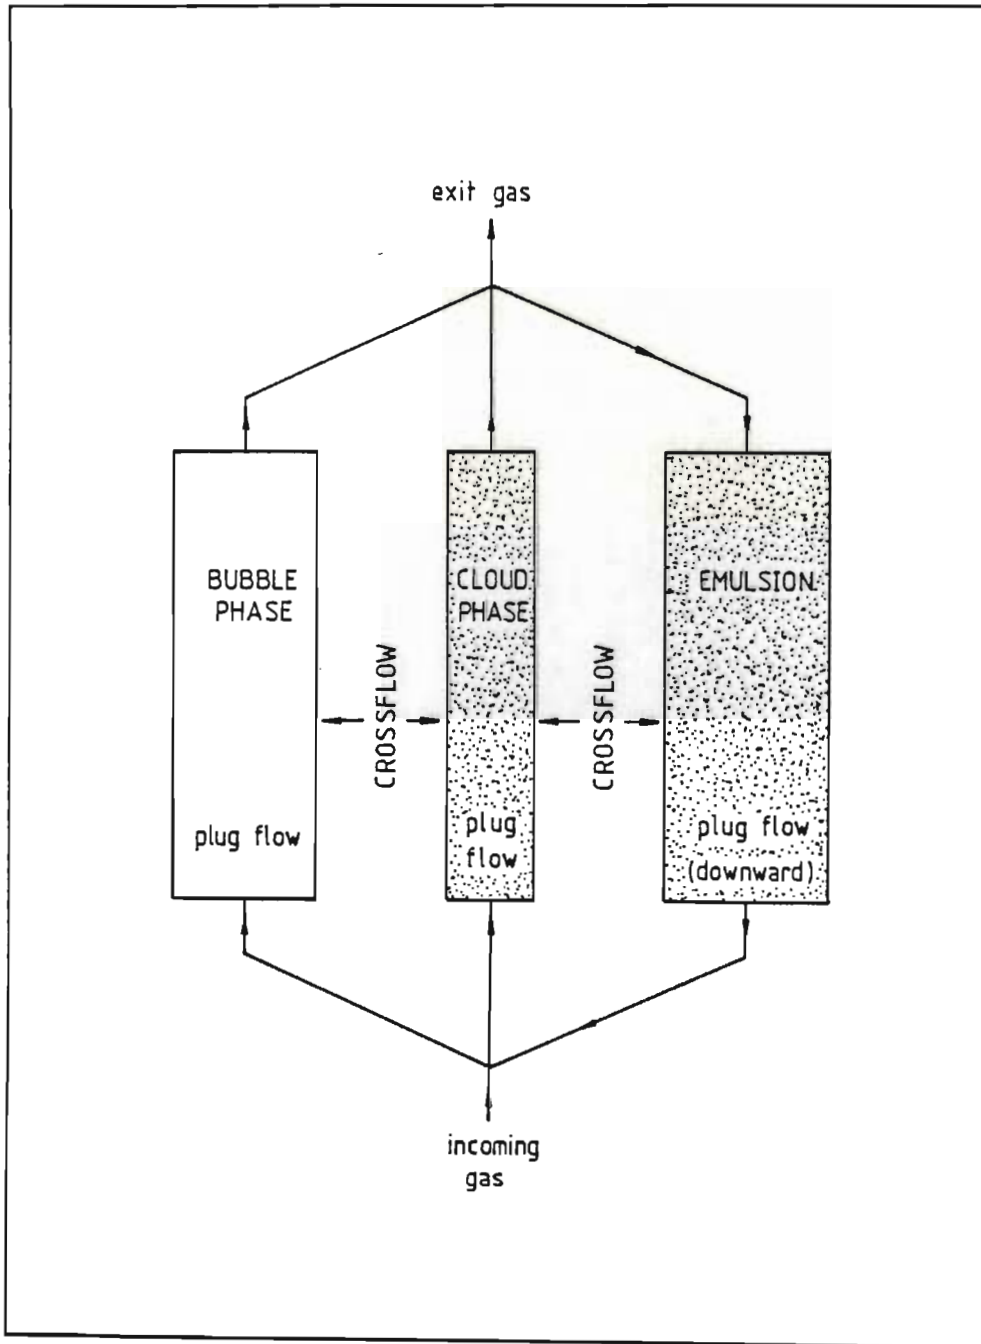 exit gas
BUBBLE
PHASE
CLOUD
PHASE
EMULSION
CROSSFLOW
CROSSFLOW
plug flow
plug
flow
plug flow
(downward)
incoming
gas